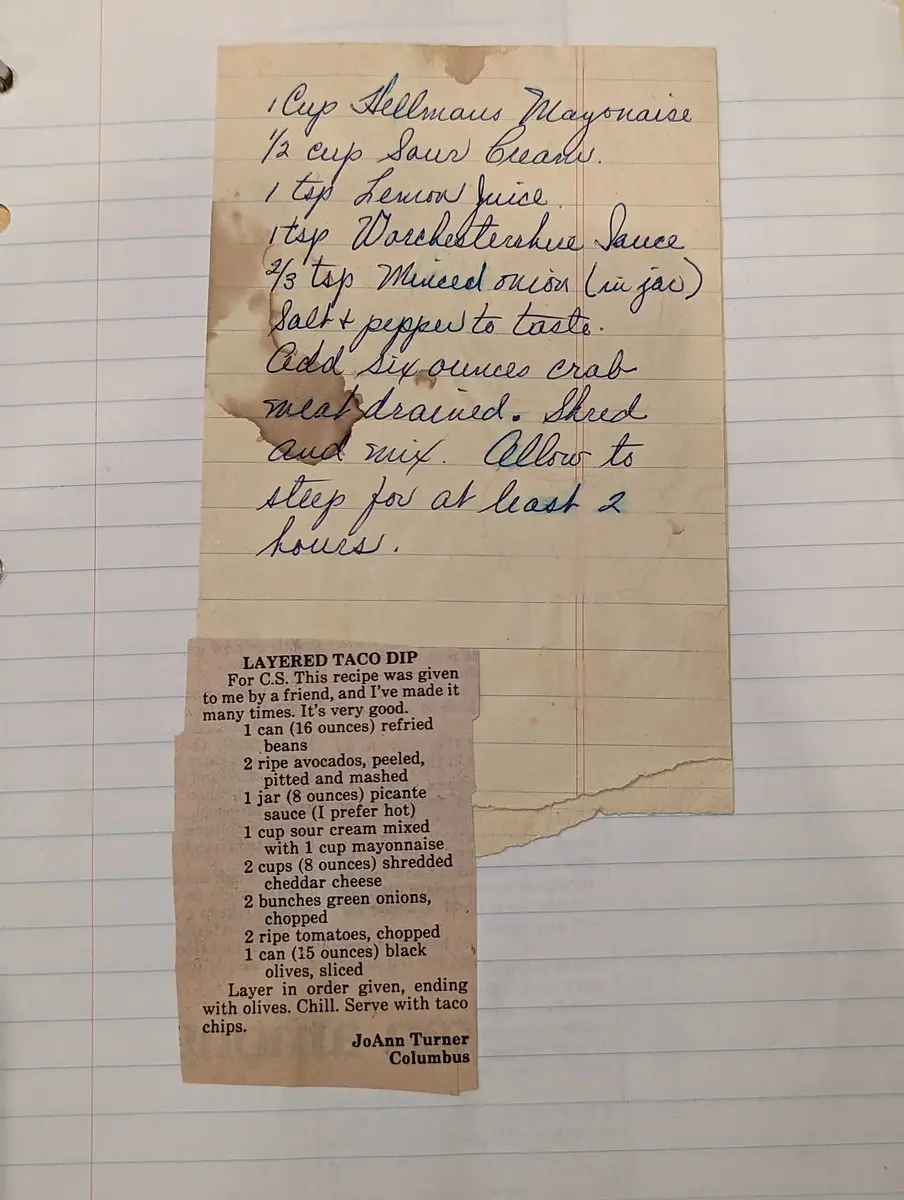 1 Cup Hellmans Mayonaise
1/2 cup Sour Cream.
1 tsp Lemon Juice.
1 tsp Worchestershue Sauce
2/3 tsp Minced onion (in jar)
Salt + pepper to taste.
Add six ounces crab
meat drained. Shred
and mix. Allow to
steep for at least 2
hours.
LAYERED TACO DIP
For C.S. This recipe was given
to me by a friend, and I've made it
many times. It's very good.
1 can (16 ounces) refried
beans
2 ripe avocados, peeled,
pitted and mashed
1 jar (8 ounces) picante
sauce (I prefer hot)
1 cup sour cream mixed
with 1 cup mayonnaise
2 cups (8 ounces) shredded
cheddar cheese
2 bunches green onions,
chopped
2 ripe tomatoes, chopped
1 can (15 ounces) black
olives, sliced
Layer in order given, ending
with olives. Chill. Serve with taco
chips.
JoAnn Turner
Columbus